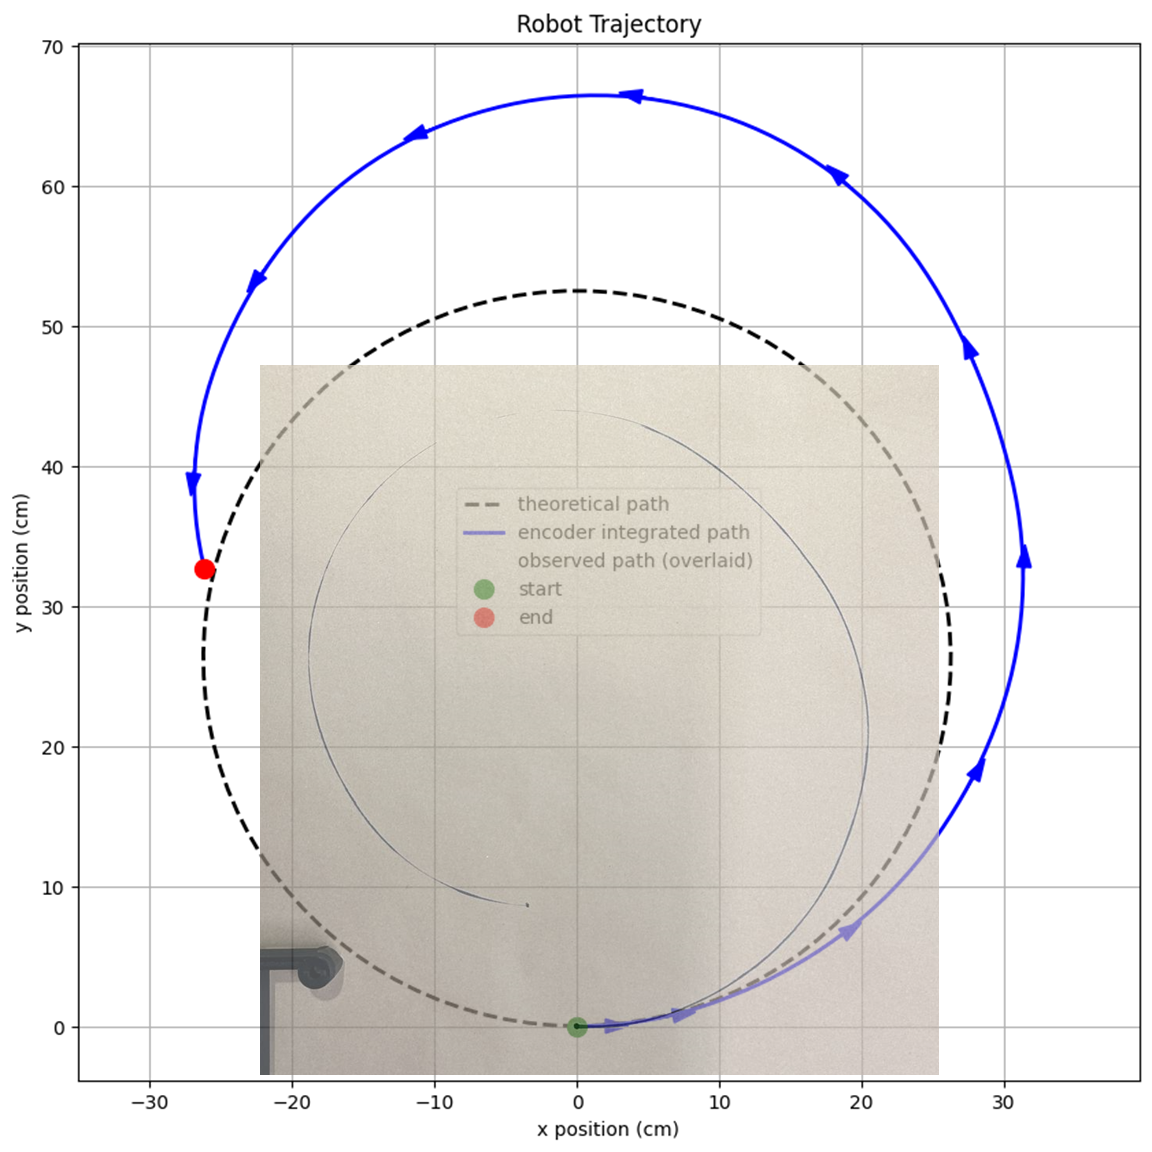 Robot Trajectory
70
60
50
40
30
20
10
0
y position (cm)
theoretical path
encoder integrated path
observed path (overlaid)
start
end
−30
−20
−10
0
10
20
30
x position (cm)